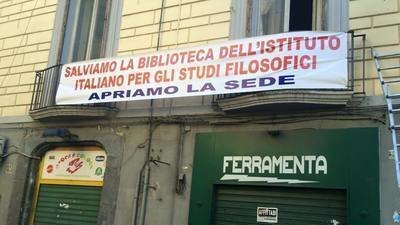 SALVIAMO LA BIBLIOTECA DELL'ISTITUTO
ITALIANO PER GLI STUDI FILOSOFICI
APRIAMO LA SEDE
FERRAMENTA
AFFITTASI